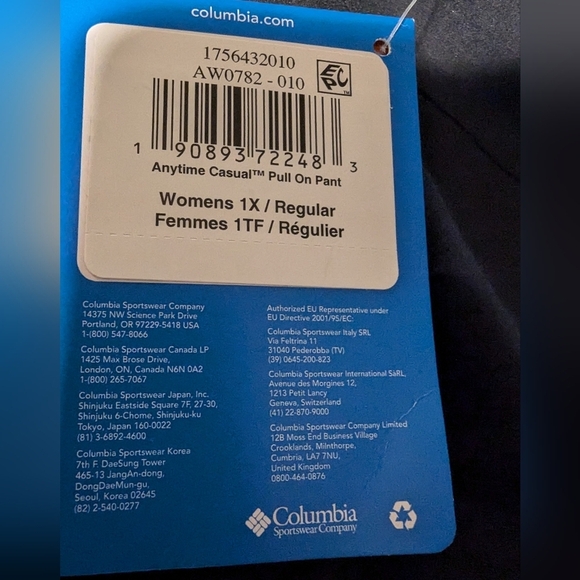 columbia.com
1756432010
AW0782 - 010
EPC™
1 90893 72248 3
Anytime Casual™ Pull On Pant
Womens 1X / Regular
Femmes 1TF / Régulier
Columbia Sportswear Company
14375 NW Science Park Drive
Portland, OR 97229-5418 USA
1-(800) 547-8066
Columbia Sportswear Canada LP
1425 Max Brose Drive,
London, ON, Canada N6N 0A2
1-(800) 265-7067
Columbia Sportswear Japan, Inc.
Shinjuku Eastside Square 7F, 27-30,
Shinjuku 6-Chome, Shinjuku-ku
Tokyo, Japan 160-0022
(81) 3-6892-4600
Columbia Sportswear Korea
7th F. DaeSung Tower
465-13 JangAn-dong,
DongDaeMun-gu,
Seoul, Korea 02645
(82) 2-540-0277
Authorized EU Representative under
EU Directive 2001/95/EC:
Columbia Sportswear Italy SRL
Via Feltrina 11
31040 Pederobba (TV)
(39) 0645-200-823
Columbia Sportswear International SàRL,
Avenue des Morgines 12,
1213 Petit Lancy
Geneva, Switzerland
(41) 22-870-9000
Columbia Sportswear Company Limited
12B Moss End Business Village
Crooklands, Milnthorpe,
Cumbria, LA7 7NU,
United Kingdom
0800-464-0876
Columbia
Sportswear Company